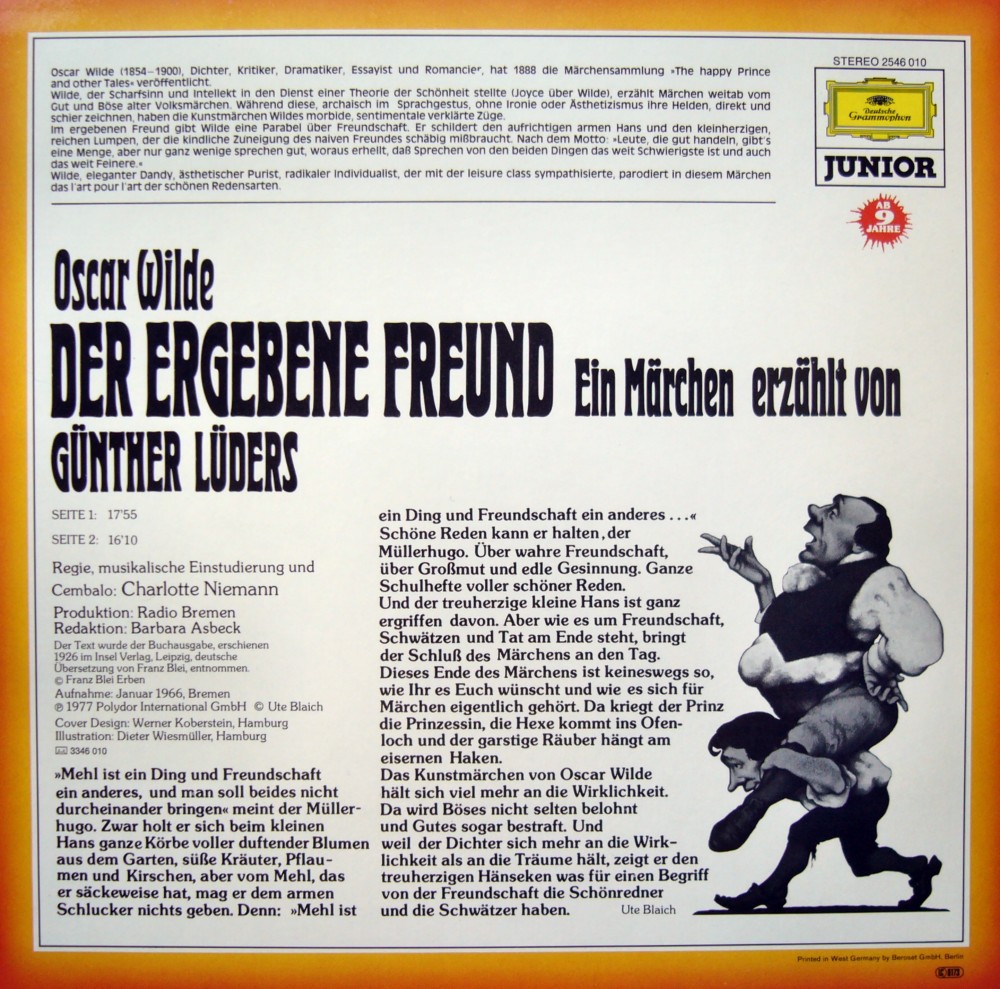 Oscar Wilde (1854–1900), Dichter, Kritiker, Dramatiker, Essayist und Romancier, hat 1888 die Märchensammlung »The happy Prince
and other Tales« veröffentlicht.
Wilde, der Scharfsinn und Intellekt in den Dienst einer Theorie der Schönheit stellte (Joyce über Wilde), erzählt Märchen weitab vom
Gut und Böse alter Volksmärchen. Während diese, archaisch im Sprachgestus, ohne Ironie oder Ästhetizismus ihre Helden, direkt und
schier zeichnen, haben die Kunstmärchen Wildes morbide, sentimentale verklärte Züge.
Im ergebenen Freund gibt Wilde eine Parabel über Freundschaft. Er schildert den aufrichtigen armen Hans und den kleinherzigen,
reichen Lumpen, der die kindliche Zuneigung des naiven Freundes schäbig mißbraucht. Nach dem Motto: »Leute, die gut handeln, gibt's
eine Menge, aber nur ganz wenige sprechen gut, woraus erhellt, daß Sprechen von den beiden Dingen das weit Schwierigste ist und auch
das weit Feinere.«
Wilde, eleganter Dandy, ästhetischer Purist, radikaler Individualist, der mit der leisure class sympathisierte, parodiert in diesem Märchen
das l'art pour l'art der schönen Redensarten.
STEREO 2546 010
Deutsche
Grammophon
JUNIOR
AB
9
JAHRE
Oscar Wilde
DER ERGEBENE FREUND Ein Märchen erzählt von
GÜNTHER LÜDERS
SEITE 1: 17'55
SEITE 2: 16'10
Regie, musikalische Einstudierung und
Cembalo: Charlotte Niemann
Produktion: Radio Bremen
Redaktion: Barbara Asbeck
Der Text wurde der Buchausgabe, erschienen
1926 im Insel Verlag, Leipzig, deutsche
Übersetzung von Franz Blei, entnommen.
© Franz Blei Erben
Aufnahme: Januar 1966, Bremen
℗ 1977 Polydor International GmbH © Ute Blaich
Cover Design: Werner Koberstein, Hamburg
Illustration: Dieter Wiesmüller, Hamburg
3346 010
»Mehl ist ein Ding und Freundschaft
ein anderes, und man soll beides nicht
durcheinander bringen« meint der Müller-
hugo. Zwar holt er sich beim kleinen
Hans ganze Körbe voller duftender Blumen
aus dem Garten, süße Kräuter, Pflau-
men und Kirschen, aber vom Mehl, das
er säckeweise hat, mag er dem armen
Schlucker nichts geben. Denn: »Mehl ist
ein Ding und Freundschaft ein anderes ...«
Schöne Reden kann er halten, der
Müllerhugo. Über wahre Freundschaft,
über Großmut und edle Gesinnung. Ganze
Schulhefte voller schöner Reden.
Und der treuherzige kleine Hans ist ganz
ergriffen davon. Aber wie es um Freundschaft,
Schwätzen und Tat am Ende steht, bringt
der Schluß des Märchens an den Tag.
Dieses Ende des Märchens ist keineswegs so,
wie Ihr es Euch wünscht und wie es sich für
Märchen eigentlich gehört. Da kriegt der Prinz
die Prinzessin, die Hexe kommt ins Ofen-
loch und der garstige Räuber hängt am
eisernen Haken.
Das Kunstmärchen von Oscar Wilde
hält sich viel mehr an die Wirklichkeit.
Da wird Böses nicht selten belohnt
und Gutes sogar bestraft. Und
weil der Dichter sich mehr an die Wirk-
lichkeit als an die Träume hält, zeigt er den
treuherzigen Hänseken was für einen Begriff
von der Freundschaft die Schönredner
und die Schwätzer haben.
Ute Blaich
Printed in West Germany by Beroset GmbH, Berlin